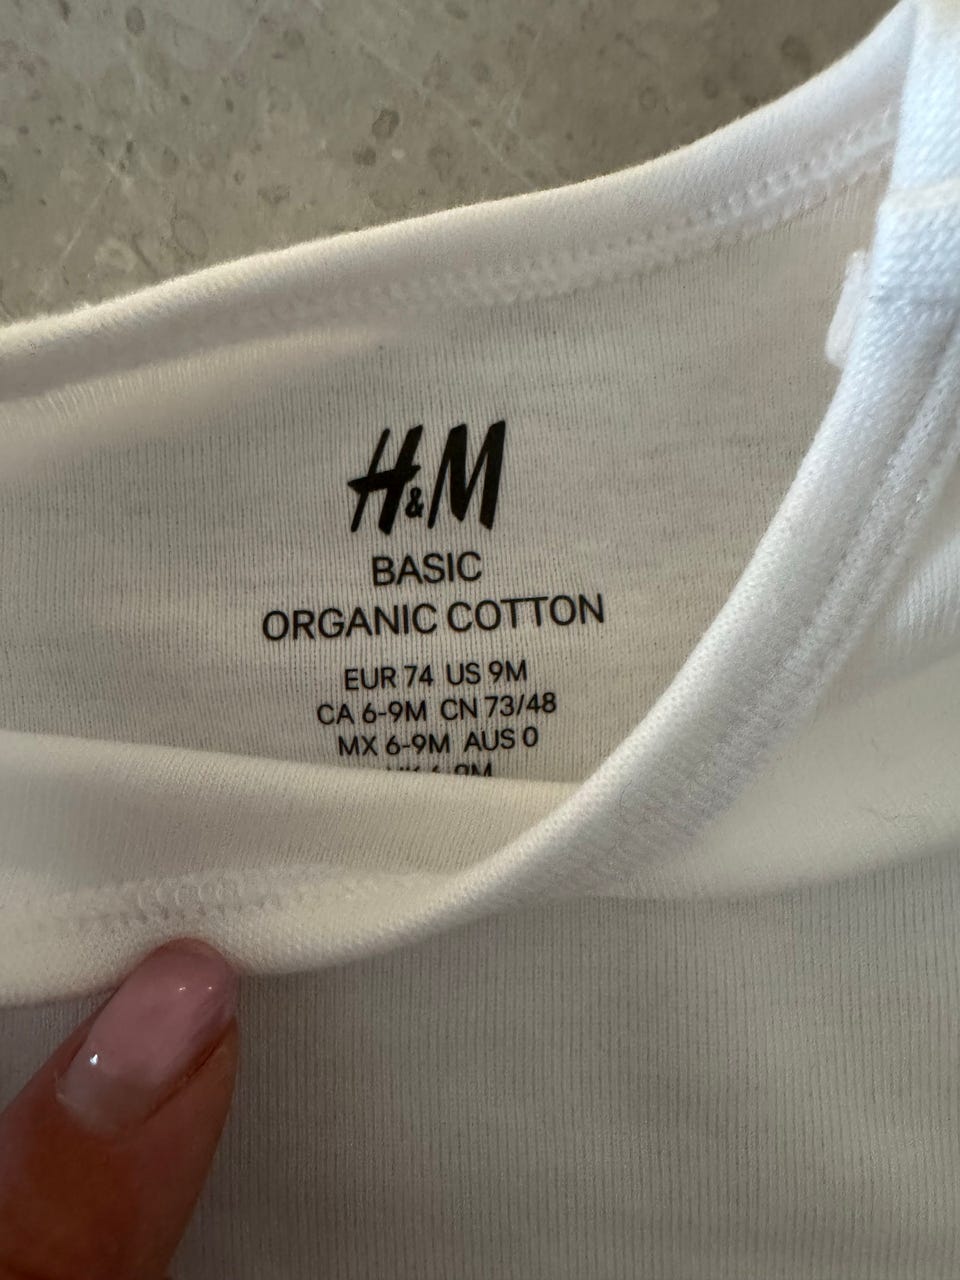 H&M
BASIC
ORGANIC COTTON
EUR 74 US 9M
CA 6-9M CN 73/48
MX 6-9M AUS 0